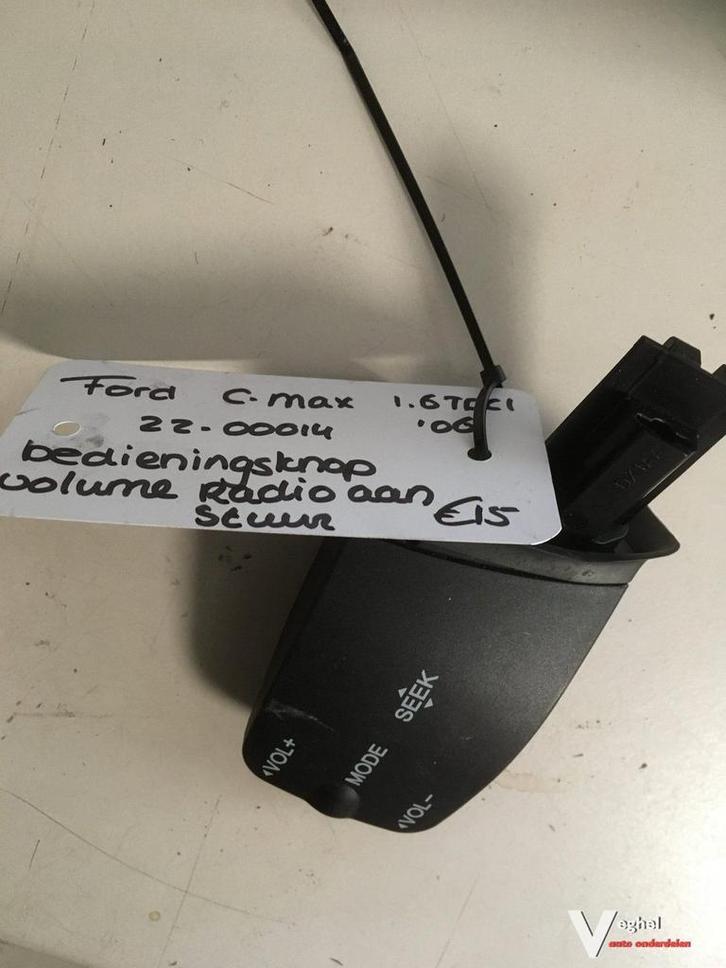 Ford C-max 1.6TDCI
22-00014 '06
bedieningsknop
volume Radio aan
stuur €15
SEEK
VOL+
MODE
VOL-
Veghel
auto onderdelen